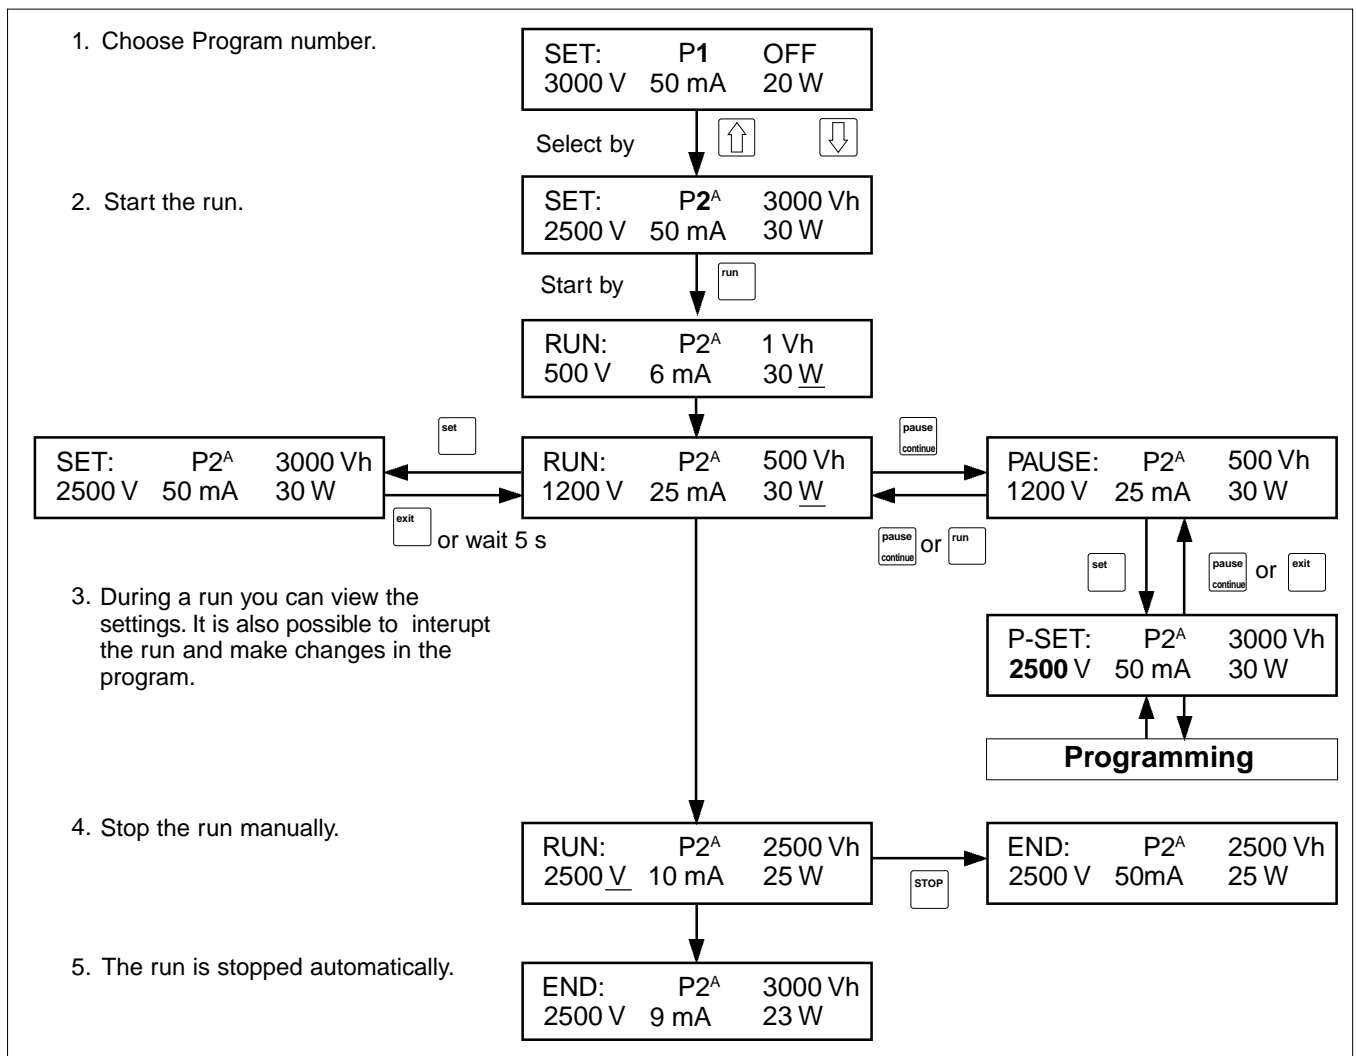 1. Choose Program number.
SET: P1 OFF
3000 V 50 mA 20 W
Select by
2. Start the run.
SET: P2ᴬ 3000 Vh
2500 V 50 mA 30 W
Start by
run
RUN: P2ᴬ 1 Vh
500 V 6 mA 30 W
set
pause
continue
SET: P2ᴬ 3000 Vh
2500 V 50 mA 30 W
RUN: P2ᴬ 500 Vh
1200 V 25 mA 30 W
PAUSE: P2ᴬ 500 Vh
1200 V 25 mA 30 W
exit
or wait 5 s
pause
continue
or
run
set
pause
continue
or
exit
3. During a run you can view the
settings. It is also possible to interupt
the run and make changes in the
program.
P-SET: P2ᴬ 3000 Vh
2500 V 50 mA 30 W
Programming
4. Stop the run manually.
RUN: P2ᴬ 2500 Vh
2500 V 10 mA 25 W
STOP
END: P2ᴬ 2500 Vh
2500 V 50mA 25 W
5. The run is stopped automatically.
END: P2ᴬ 3000 Vh
2500 V 9 mA 23 W